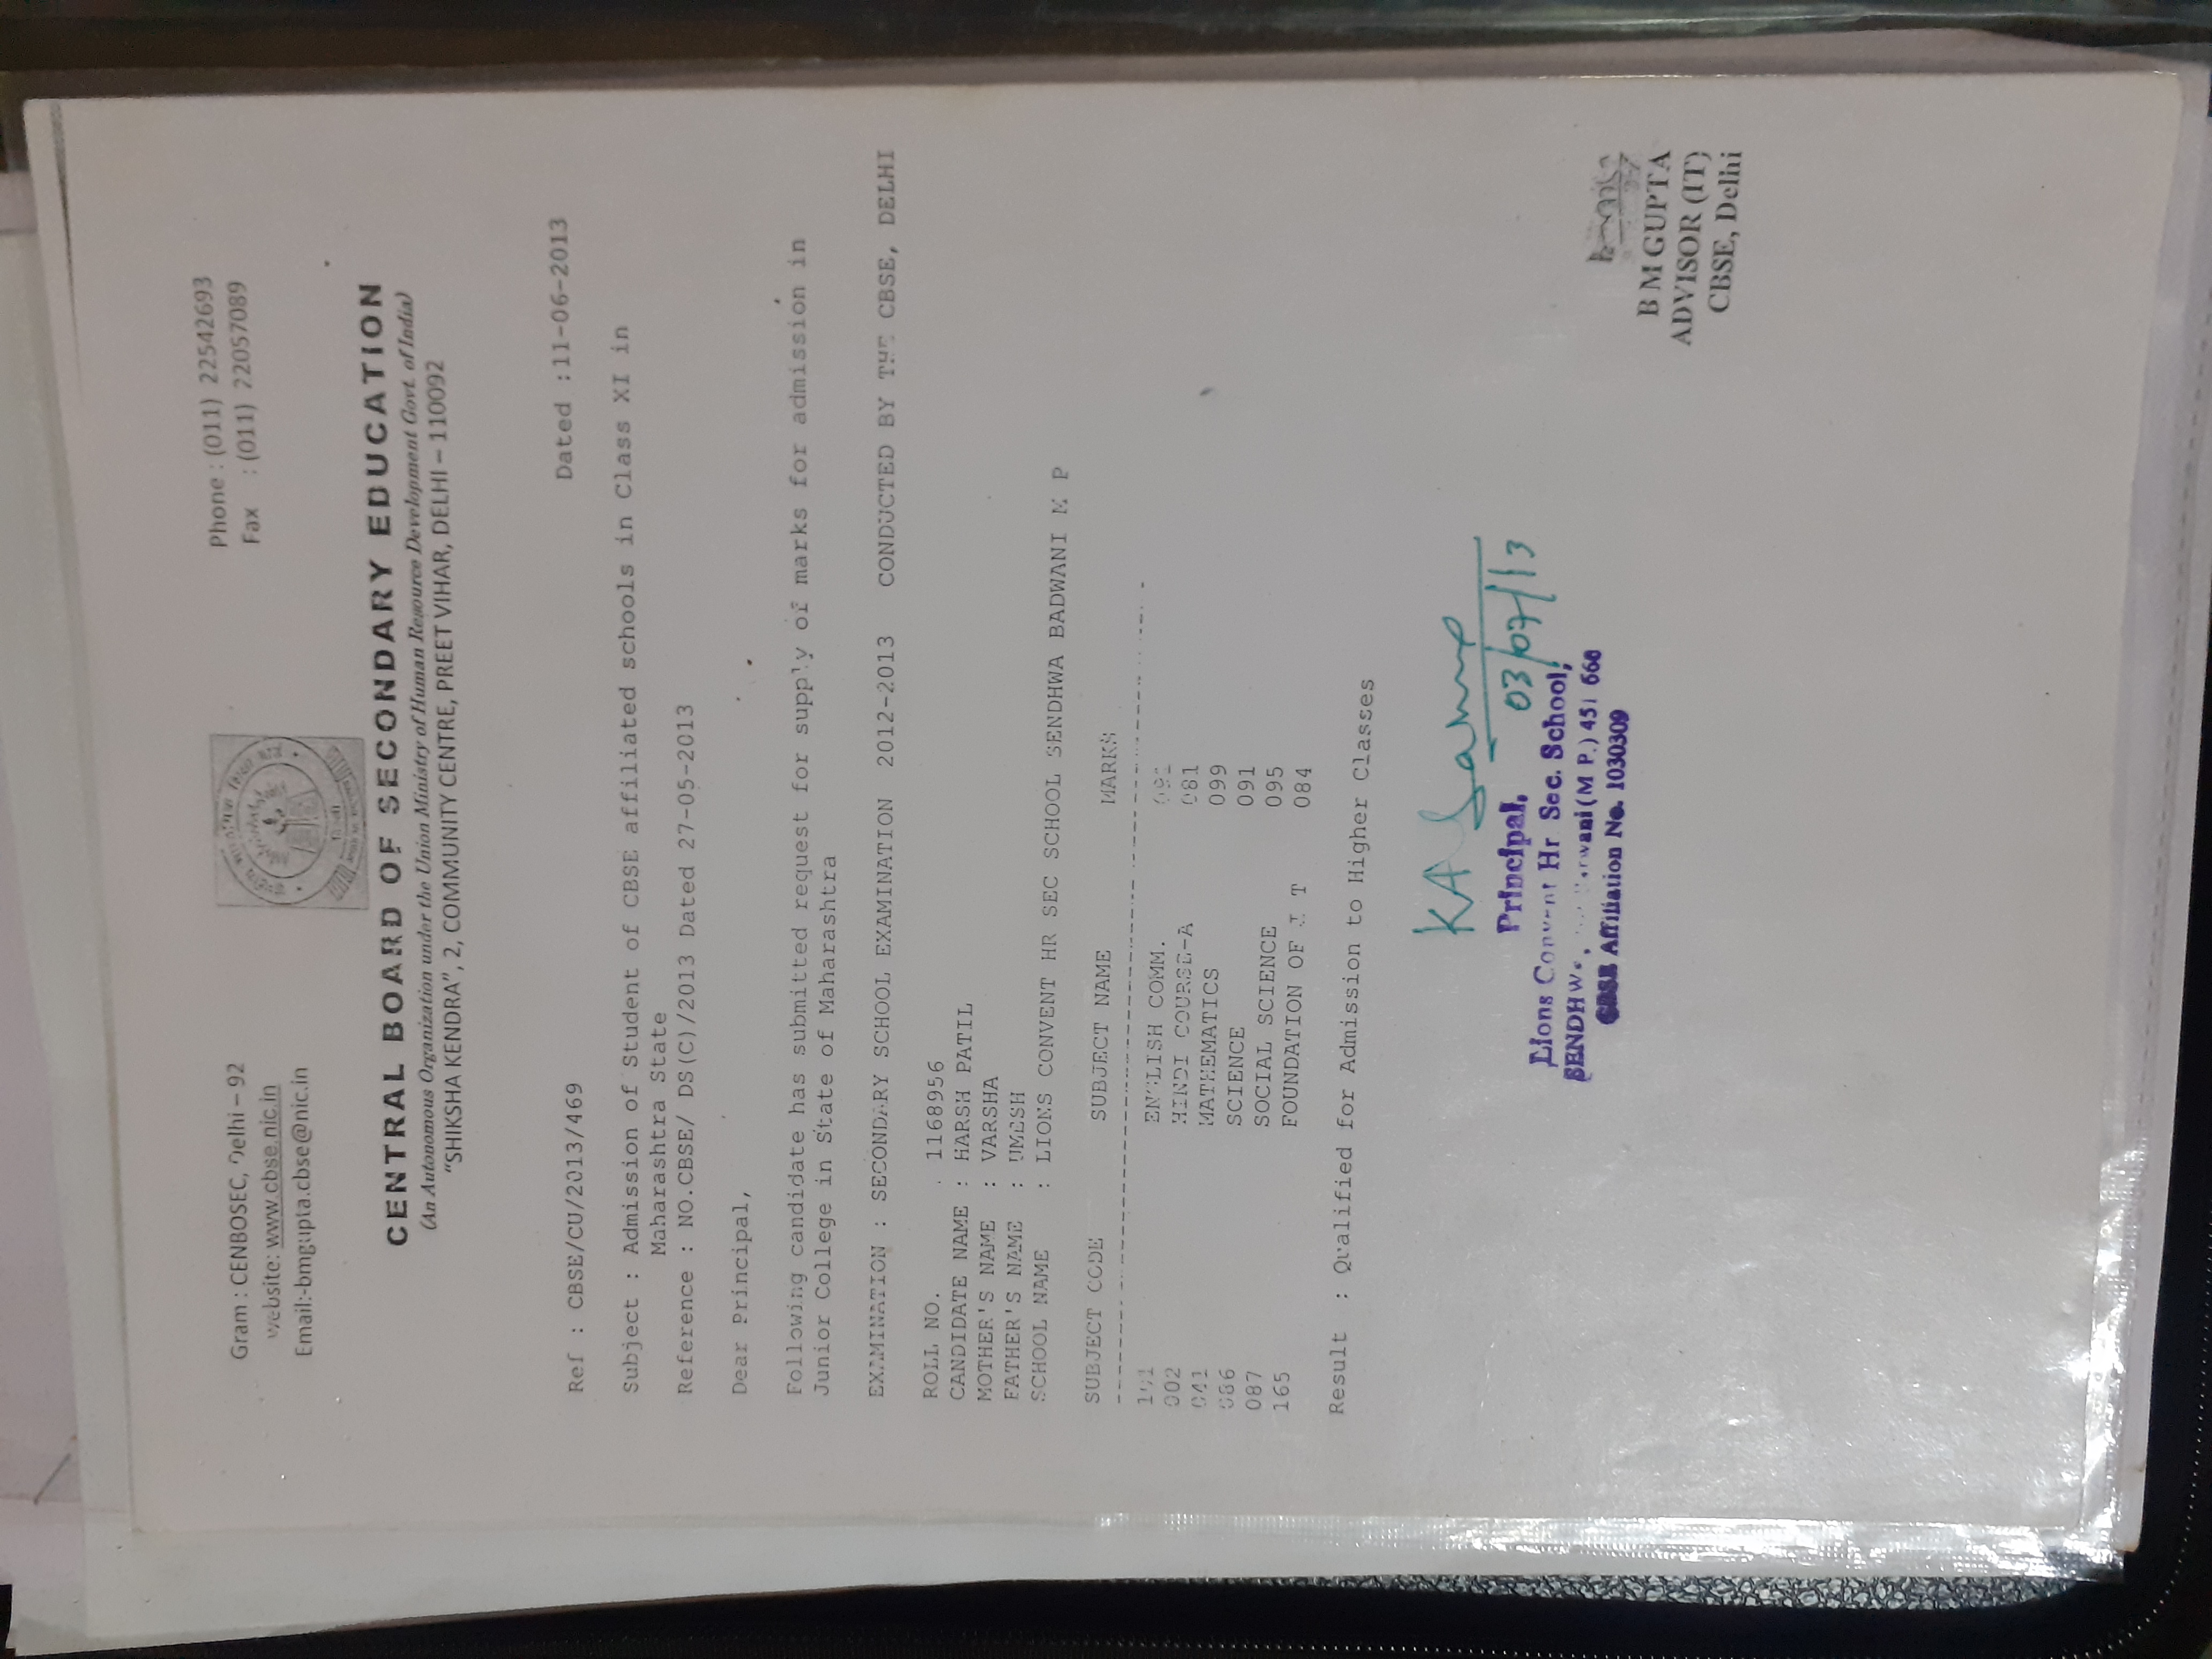 Gram : CENBOSEC, Delhi – 92
website: www.cbse.nic.in
Email:-bmgupta.cbse@nic.in
Phone : (011) 22542693
Fax : (011) 22057089
CENTRAL BOARD OF SECONDARY EDUCATION
(An Autonomous Organization under the Union Ministry of Human Resource Development Govt. of India)
“SHIKSHA KENDRA”, 2, COMMUNITY CENTRE, PREET VIHAR, DELHI – 110092
Ref : CBSE/CU/2013/469
Dated :11-06-2013
Subject : Admission of Student of CBSE affiliated schools in Class XI in
Maharashtra State
Reference : NO.CBSE/ DS(C)/2013 Dated 27-05-2013
Dear Principal,
Following candidate has submitted request for supply of marks for admission in
Junior College in State of Maharashtra
EXAMINATION : SECONDARY SCHOOL EXAMINATION 2012-2013 CONDUCTED BY THE CBSE, DELHI
ROLL NO. . 1168956
CANDIDATE NAME : HARSH PATIL
MOTHER'S NAME : VARSHA
FATHER'S NAME : UMESH
SCHOOL NAME : LIONS CONVENT HR SEC SCHOOL SENDHWA BADWANI M P
SUBJECT CODE SUBJECT NAME MARKS
101 ENGLISH COMM.
002 HINDI COURSE-A 081
041 MATHEMATICS 099
086 SCIENCE 091
087 SOCIAL SCIENCE 095
165 FOUNDATION OF I T 084
Result : Qualified for Admission to Higher Classes
KA
03/07/13
Principal,
Lions Convent Hr Sec. School,
SENDHWA, (M P.) 451 666
CBSE Affiliation No. 1030309
B M GUPTA
ADVISOR (IT)
CBSE, Delhi